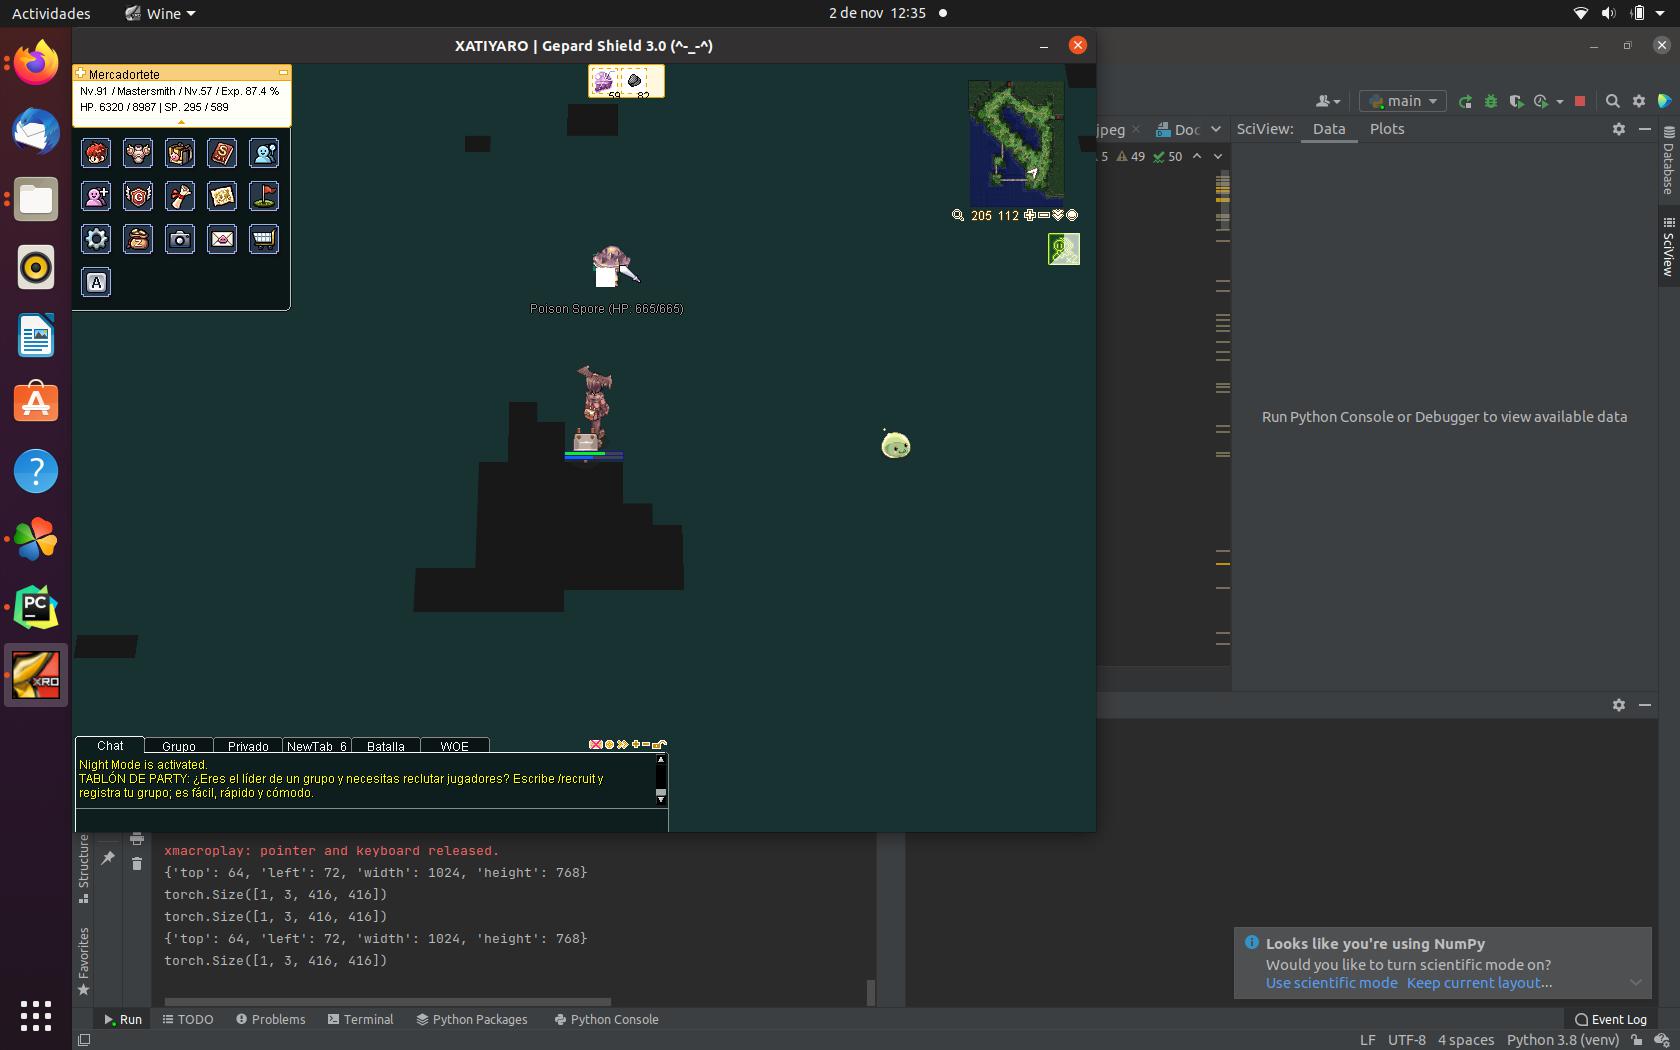 Actividades
Wine
2 de nov 12:35
XATIYARO | Gepard Shield 3.0 (^-_-^)
Mercadortete
Nv.91 / Mastersmith / Nv.57 / Exp. 87.4 %
HP. 6320 / 8987 | SP. 295 / 589
59
82
205 112
x2
A
Poison Spore (HP: 665/665)
main
jpeg
Doc
SciView:
Data
Plots
5
49
50
Database
SciView
Run Python Console or Debugger to view available data
PC
XRO
Chat
Grupo
Privado
NewTab_6
Batalla
WOE
Night Mode is activated.
TABLÓN DE PARTY: ¿Eres el líder de un grupo y necesitas reclutar jugadores? Escribe /recruit y
registra tu grupo; es fácil, rápido y cómodo.
xmacroplay: pointer and keyboard released.
{'top': 64, 'left': 72, 'width': 1024, 'height': 768}
torch.Size([1, 3, 416, 416])
torch.Size([1, 3, 416, 416])
{'top': 64, 'left': 72, 'width': 1024, 'height': 768}
torch.Size([1, 3, 416, 416])
Structure
Favorites
Looks like you're using NumPy
Would you like to turn scientific mode on?
Use scientific mode Keep current layout...
Run
TODO
Problems
Terminal
Python Packages
Python Console
Event Log
LF UTF-8 4 spaces Python 3.8 (venv)